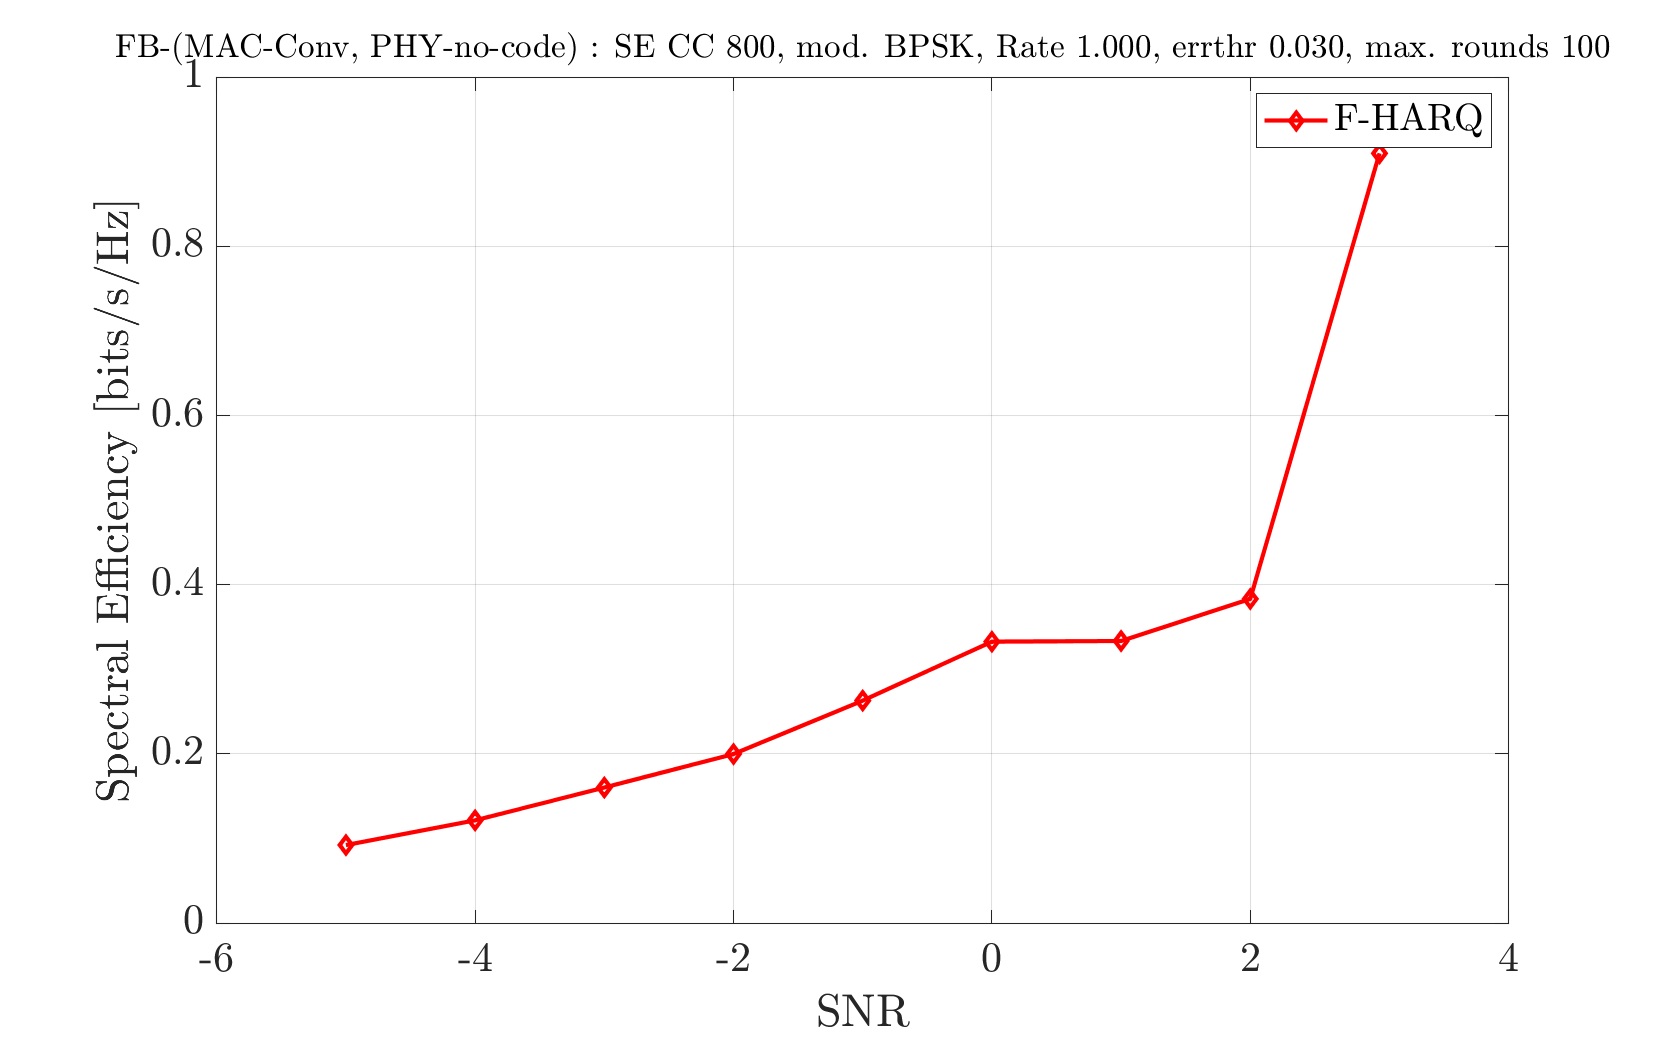 FB-(MAC-Conv, PHY-no-code) : SE CC 800, mod. BPSK, Rate 1.000, errthr 0.030, max. rounds 100
F-HARQ
Spectral Efficiency [bits/s/Hz]
1
0.8
0.6
0.4
0.2
0
-6 -4 -2 0 2 4
SNR